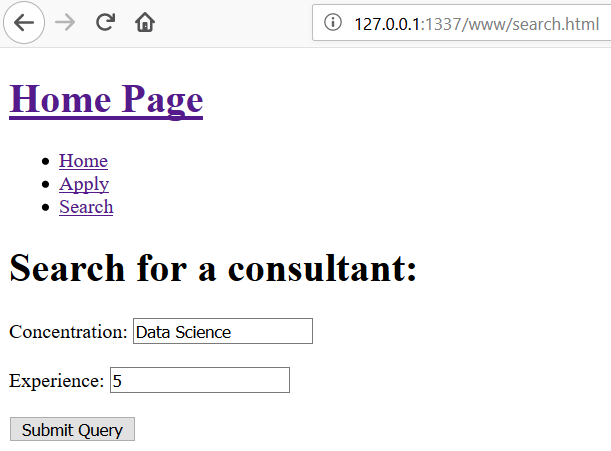 127.0.0.1:1337/www/search.html
Home Page
Home
Apply
Search
Search for a consultant:
Concentration: Data Science
Experience: 5
Submit Query